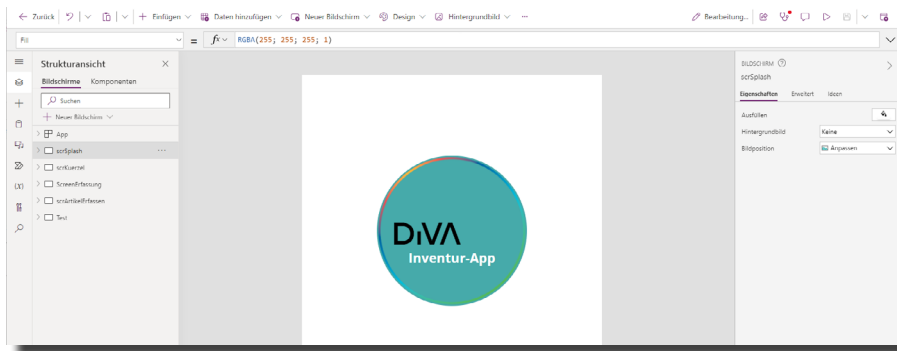 Zurück Einfügen Daten hinzufügen Neuer Bildschirm Design Hintergrundbild ... Bearbeitung...
Fill = fx RGBA(255; 255; 255; 1)
Strukturansicht
Bildschirme Komponenten
Suchen
Neuer Bildschirm
App
scrSplash ...
scrKuerzel
ScreenErfassung
scrArtikelErfassen
Test
DiVA
Inventur-App
BILDSCHIRM
scrSplash
Eigenschaften Erweitert Ideen
Ausfüllen
Hintergrundbild Keine
Bildposition Anpassen